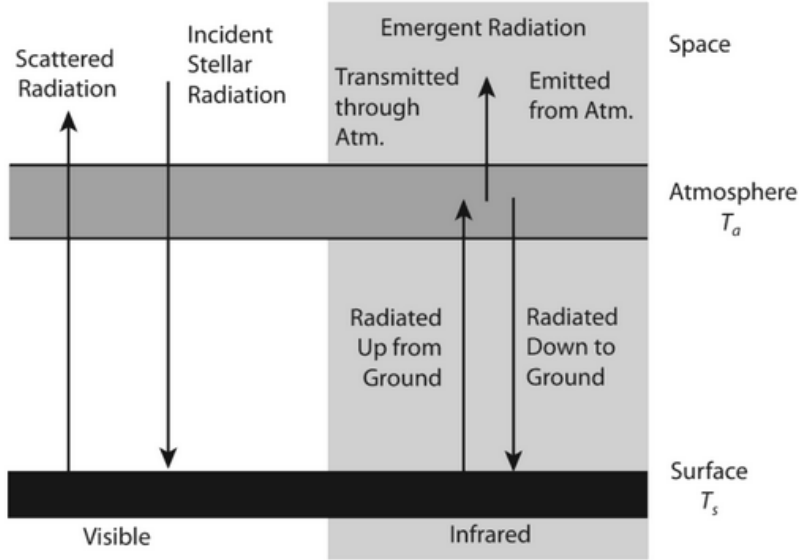 Scattered
Radiation
Incident
Stellar
Radiation
Emergent Radiation
Transmitted
through
Atm.
Emitted
from Atm.
Space
Atmosphere
Ta
Radiated
Up from
Ground
Radiated
Down to
Ground
Surface
Ts
Visible
Infrared